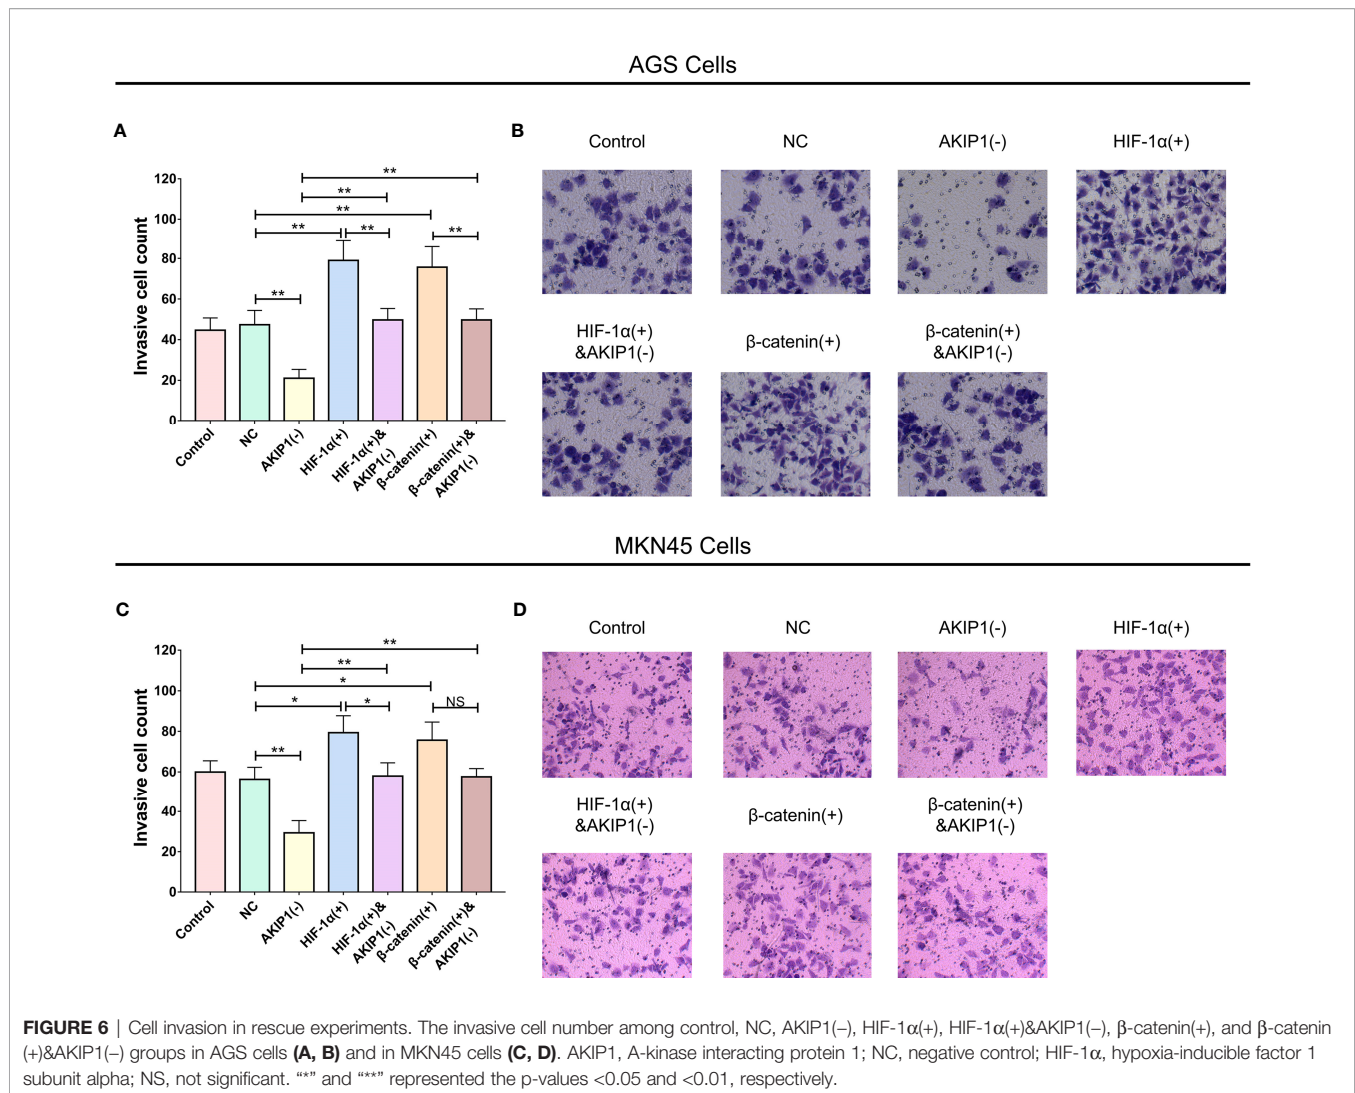 AGS Cells
A
Invasive cell count
120
100
80
60
40
20
0
**
**
**
**
**
**
**
Control
NC
AKIP1(-)
HIF-1α(+)
HIF-1α(+)&
AKIP1(-)
β-catenin(+)
β-catenin(+)&
AKIP1(-)
B
Control
NC
AKIP1(-)
HIF-1α(+)
HIF-1α(+)
&AKIP1(-)
β-catenin(+)
β-catenin(+)
&AKIP1(-)
MKN45 Cells
C
Invasive cell count
120
100
80
60
40
20
0
**
**
*
*
*
NS
**
Control
NC
AKIP1(-)
HIF-1α(+)
HIF-1α(+)&
AKIP1(-)
β-catenin(+)
β-catenin(+)&
AKIP1(-)
D
Control
NC
AKIP1(-)
HIF-1α(+)
HIF-1α(+)
&AKIP1(-)
β-catenin(+)
β-catenin(+)
&AKIP1(-)
FIGURE 6 | Cell invasion in rescue experiments. The invasive cell number among control, NC, AKIP1(−), HIF-1α(+), HIF-1α(+)&AKIP1(−), β-catenin(+), and β-catenin
(+)&AKIP1(−) groups in AGS cells (A, B) and in MKN45 cells (C, D). AKIP1, A-kinase interacting protein 1; NC, negative control; HIF-1α, hypoxia-inducible factor 1
subunit alpha; NS, not significant. “*” and “**” represented the p-values <0.05 and <0.01, respectively.